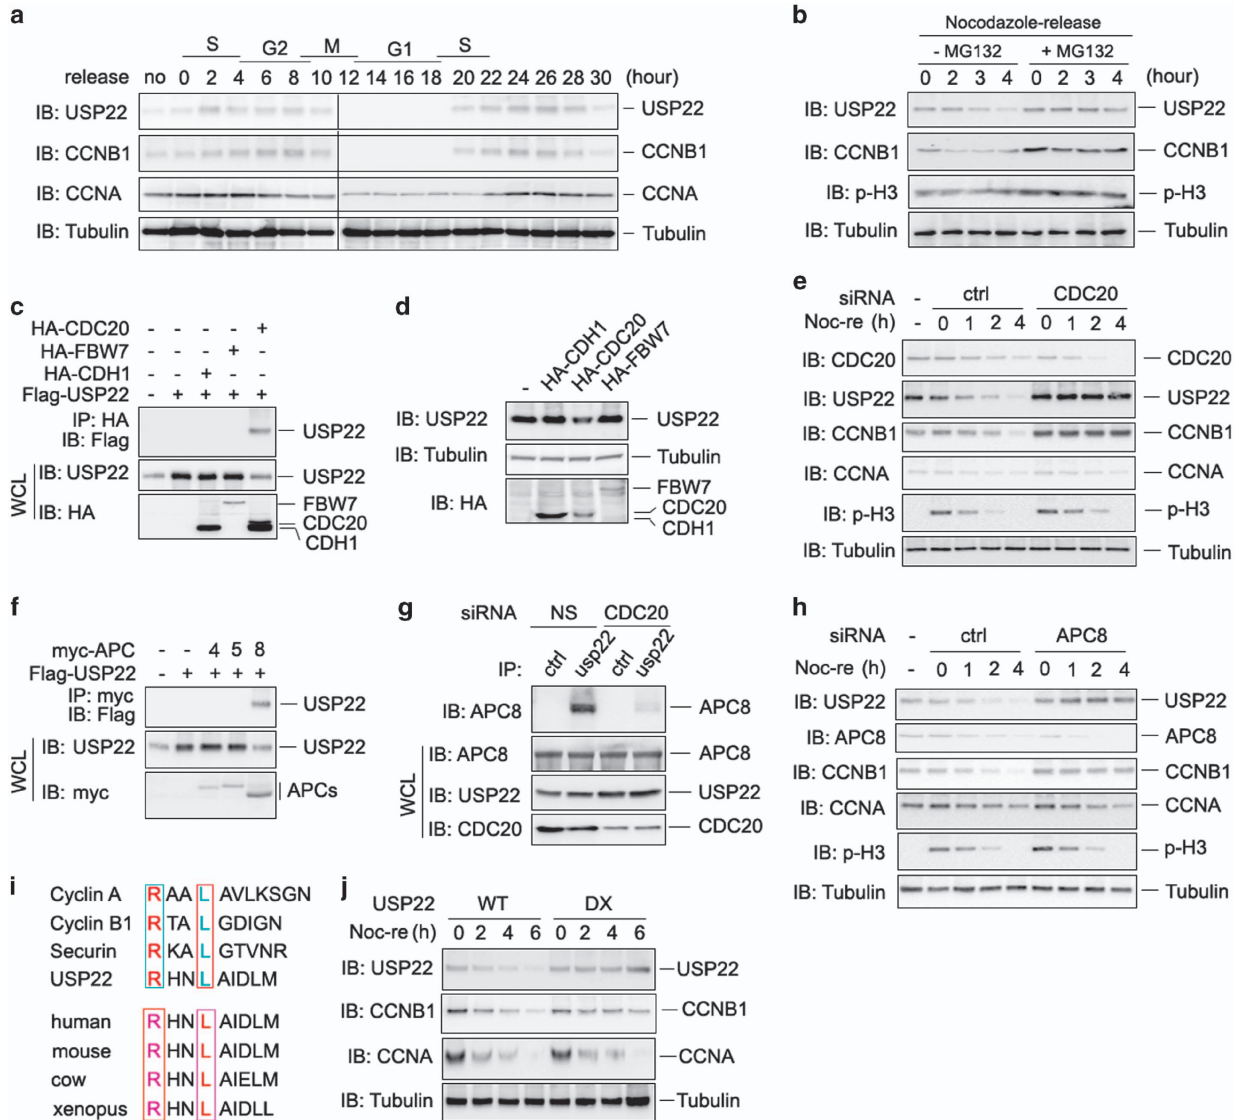 a
S G2 M G1 S
release no 0 2 4 6 8 10 12 14 16 18 20 22 24 26 28 30 (hour)
IB: USP22 – USP22
IB: CCNB1 – CCNB1
IB: CCNA – CCNA
IB: Tubulin – Tubulin
b
Nocodazole-release
- MG132 + MG132
0 2 3 4 0 2 3 4 (hour)
IB: USP22 — USP22
IB: CCNB1 — CCNB1
IB: p-H3 — p-H3
IB: Tubulin — Tubulin
c
HA-CDC20 - - - - +
HA-FBW7 - - - + -
HA-CDH1 - - + - -
Flag-USP22 - + + + +
IP: HA
IB: Flag — USP22
WCL
IB: USP22 — USP22
IB: HA
FBW7
CDC20
CDH1
d
- HA-CDH1 HA-CDC20 HA-FBW7
IB: USP22 — USP22
IB: Tubulin — Tubulin
IB: HA
FBW7
CDC20
CDH1
e
siRNA - ctrl CDC20
Noc-re (h) - 0 1 2 4 0 1 2 4
IB: CDC20 — CDC20
IB: USP22 — USP22
IB: CCNB1 — CCNB1
IB: CCNA — CCNA
IB: p-H3 — p-H3
IB: Tubulin — Tubulin
f
myc-APC - - 4 5 8
Flag-USP22 - + + + +
IP: myc
IB: Flag — USP22
WCL
IB: USP22 — USP22
IB: myc APCs
g
siRNA NS CDC20
IP: ctrl usp22 ctrl usp22
IB: APC8 — APC8
WCL
IB: APC8 — APC8
IB: USP22 — USP22
IB: CDC20 — CDC20
h
siRNA - ctrl APC8
Noc-re (h) - 0 1 2 4 0 1 2 4
IB: USP22 — USP22
IB: APC8 — APC8
IB: CCNB1 — CCNB1
IB: CCNA — CCNA
IB: p-H3 — p-H3
IB: Tubulin — Tubulin
i
Cyclin A R AA L AVLKSGN
Cyclin B1 R TA L GDIGN
Securin R KA L GTVNR
USP22 R HN L AIDLM
human R HN L AIDLM
mouse R HN L AIDLM
cow R HN L AIELM
xenopus R HN L AIDLL
j
USP22 WT DX
Noc-re (h) 0 2 4 6 0 2 4 6
IB: USP22 —USP22
IB: CCNB1 —CCNB1
IB: CCNA —CCNA
IB: Tubulin —Tubulin